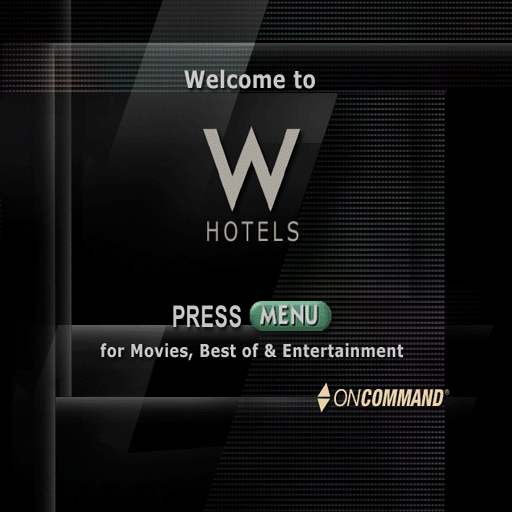 Welcome to
W
HOTELS
PRESS MENU
for Movies, Best of & Entertainment
ONCOMMAND®